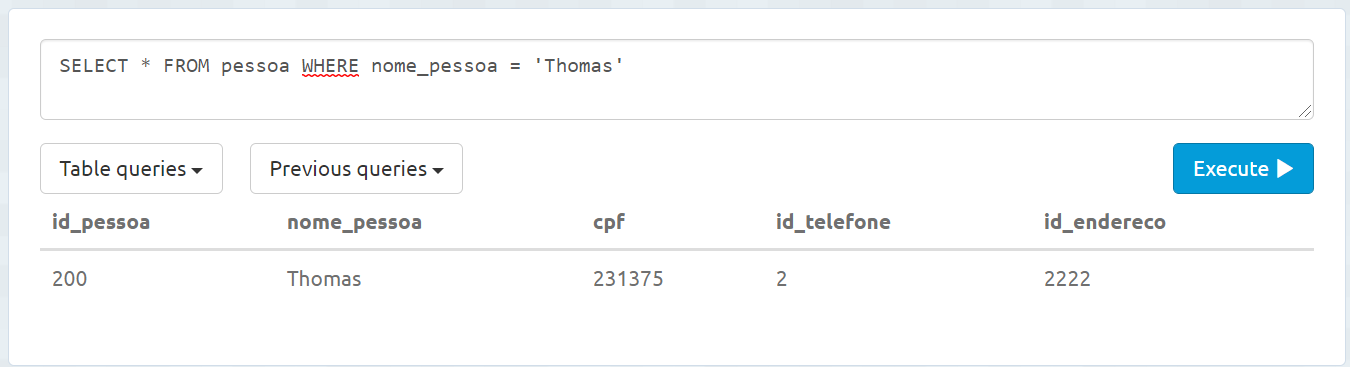 SELECT * FROM pessoa WHERE nome_pessoa = 'Thomas'
Table queries Previous queries Execute
id_pessoa nome_pessoa cpf id_telefone id_endereco
200 Thomas 231375 2 2222